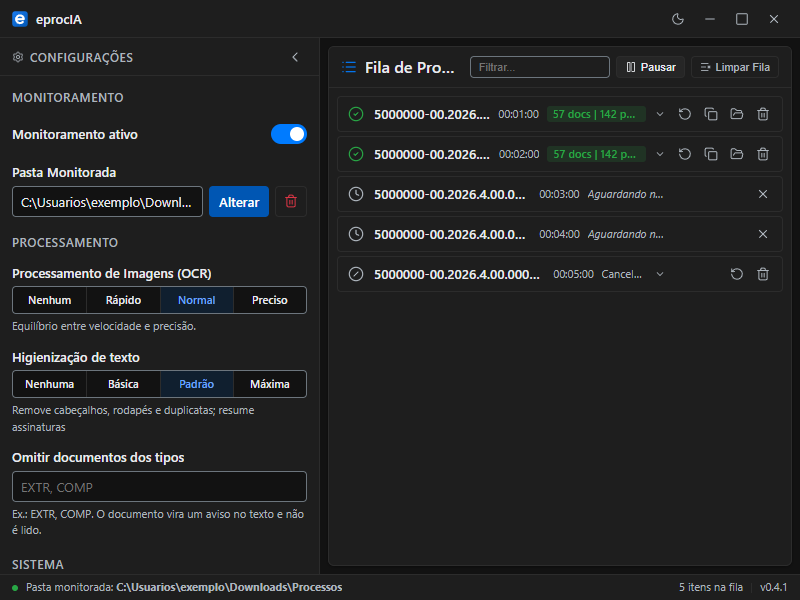 eprocIA
CONFIGURAÇÕES
MONITORAMENTO
Monitoramento ativo
Pasta Monitorada
C:\Usuarios\exemplo\Downl...
Alterar
PROCESSAMENTO
Processamento de Imagens (OCR)
Nenhum Rápido Normal Preciso
Equilíbrio entre velocidade e precisão.
Higienização de texto
Nenhuma Básica Padrão Máxima
Remove cabeçalhos, rodapés e duplicatas; resume
assinaturas
Omitir documentos dos tipos
EXTR, COMP
Ex.: EXTR, COMP. O documento vira um aviso no texto e não
é lido.
SISTEMA
Fila de Pro... Filtrar... Pausar Limpar Fila
5000000-00.2026.... 00:01:00 57 docs | 142 p...
5000000-00.2026.... 00:02:00 57 docs | 142 p...
5000000-00.2026.4.00.0... 00:03:00 Aguardando n...
5000000-00.2026.4.00.0... 00:04:00 Aguardando n...
5000000-00.2026.4.00.000... 00:05:00 Cancel...
Pasta monitorada: C:\Usuarios\exemplo\Downloads\Processos 5 itens na fila v0.4.1